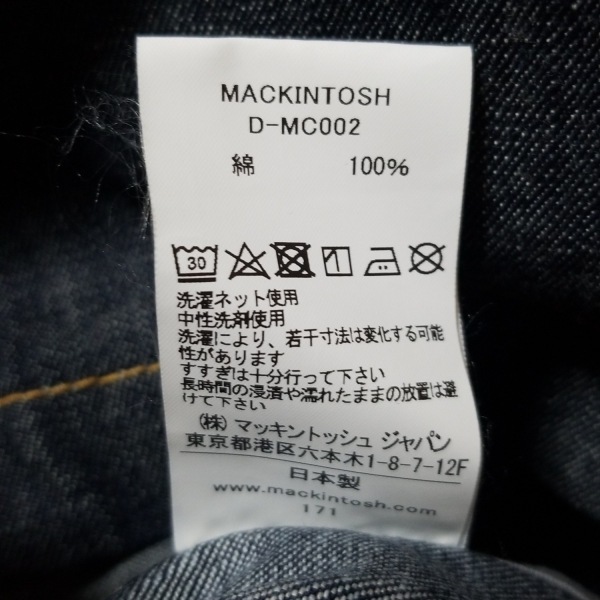 MACKINTOSH
D-MC002
綿 100%
30
洗濯ネット使用
中性洗剤使用
洗濯により、若干寸法は変化する可能
性があります
すすぎは十分行って下さい
長時間の浸漬や濡れたままの放置は避
けて下さい
(株) マッキントッシュ ジャパン
東京都港区六本木1-8-7-12F
日本製
www.mackintosh.com
171